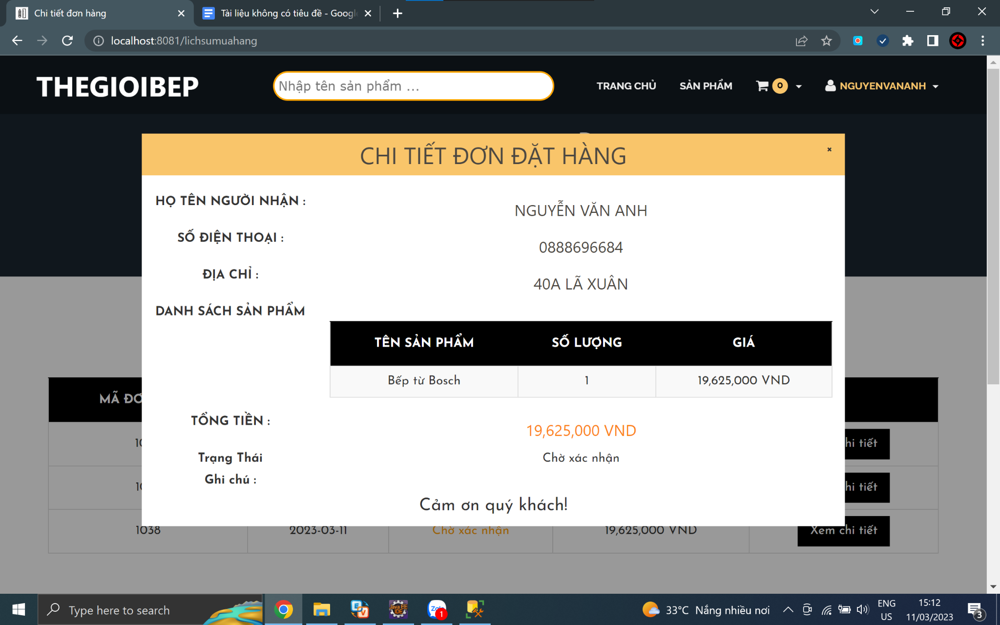 Chi tiết đơn hàng
Tài liệu không có tiêu đề - Google
localhost:8081/lichsumuahang
THEGIOIBEP
Nhập tên sản phẩm ...
TRANG CHỦ
SẢN PHẨM
0
NGUYENVANANH
CHI TIẾT ĐƠN ĐẶT HÀNG
×
HỌ TÊN NGƯỜI NHẬN :
NGUYỄN VĂN ANH
SỐ ĐIỆN THOẠI :
0888696684
ĐỊA CHỈ :
40A LÃ XUÂN
DANH SÁCH SẢN PHẨM
TÊN SẢN PHẨM SỐ LƯỢNG GIÁ
Bếp từ Bosch 1 19,625,000 VND
MÃ ĐƠ
TỔNG TIỀN :
19,625,000 VND
hi tiết
Trạng Thái
Chờ xác nhận
Ghi chú :
hi tiết
Cảm ơn quý khách!
1038 2023-03-11 Chờ xác nhận 19,625,000 VND Xem chi tiết
Type here to search
Java EE
IDE
Zalo
1
33°C Nắng nhiều nơi
ENG
US
15:12
11/03/2023
3